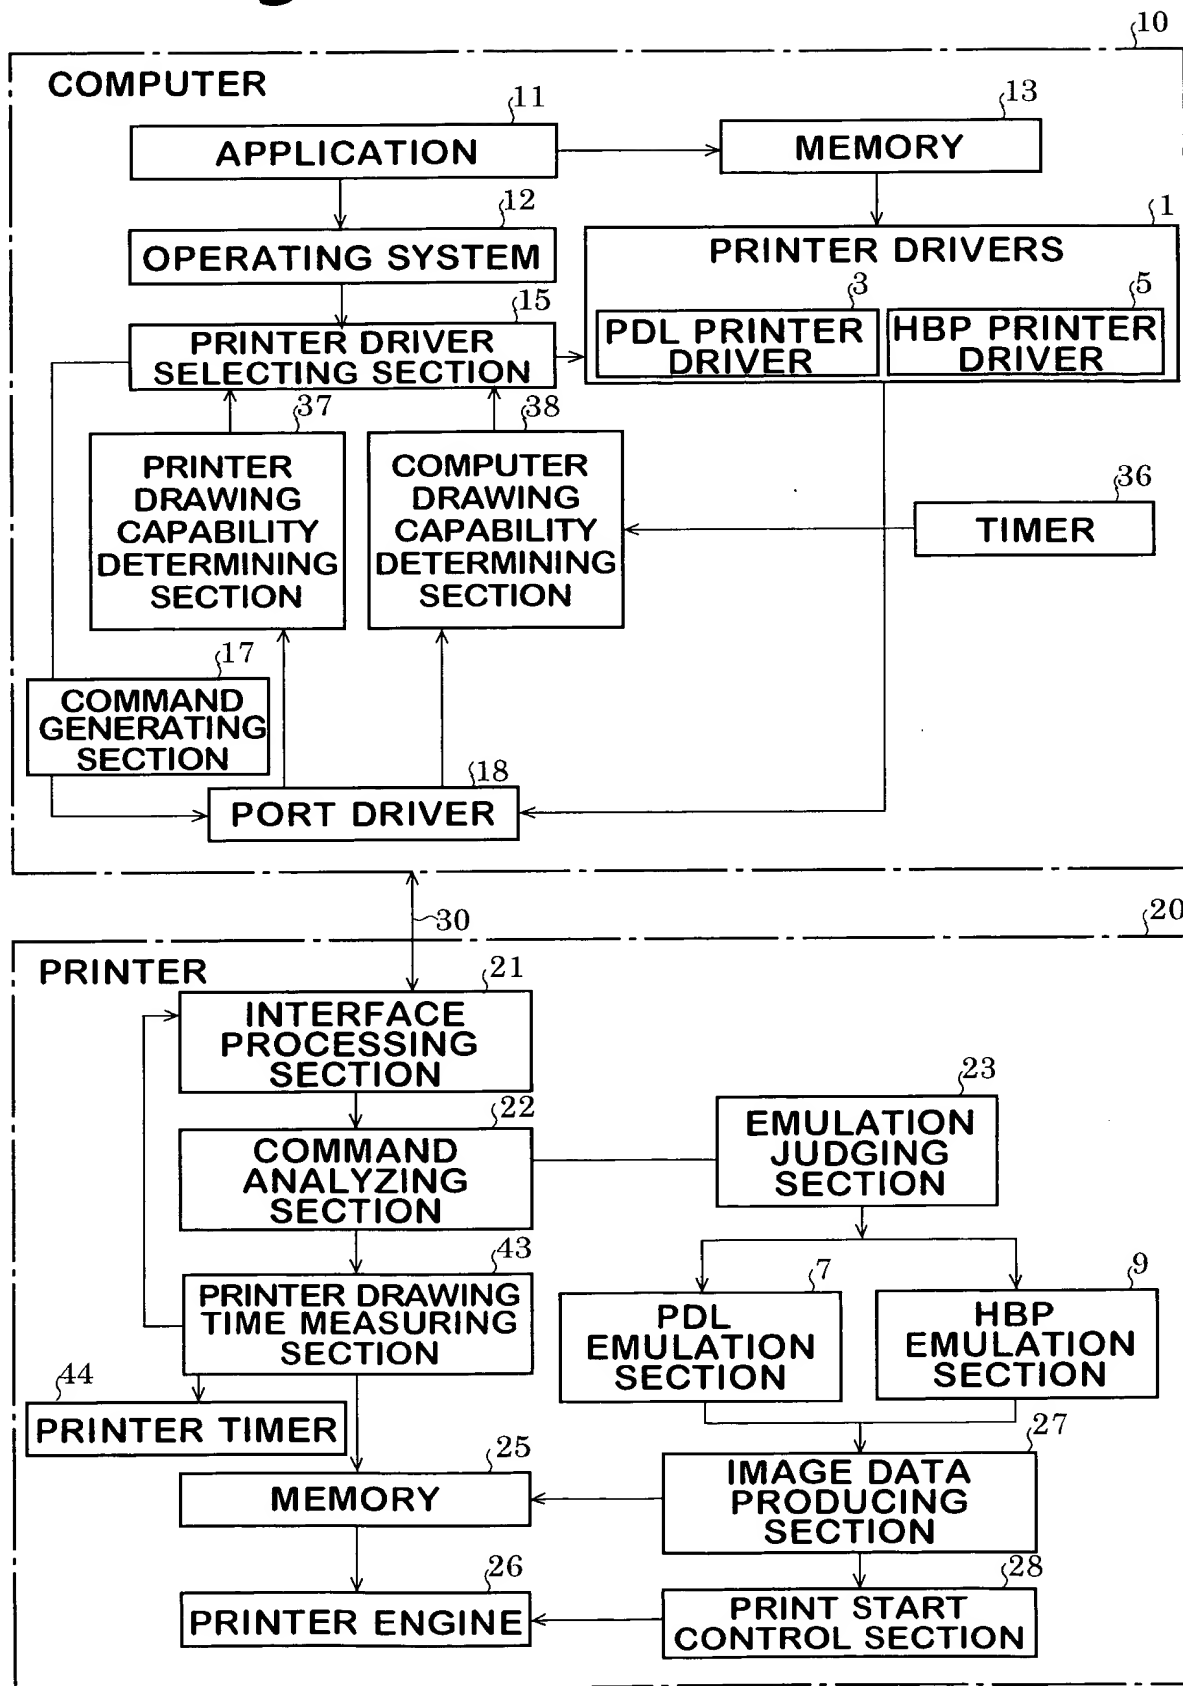 10
COMPUTER
11
APPLICATION
13
MEMORY
12
OPERATING SYSTEM
1
PRINTER DRIVERS
3
PDL PRINTER
DRIVER
5
HBP PRINTER
DRIVER
15
PRINTER DRIVER
SELECTING SECTION
37
PRINTER
DRAWING
CAPABILITY
DETERMINING
SECTION
38
COMPUTER
DRAWING
CAPABILITY
DETERMINING
SECTION
36
TIMER
17
COMMAND
GENERATING
SECTION
18
PORT DRIVER
30
20
PRINTER
21
INTERFACE
PROCESSING
SECTION
22
COMMAND
ANALYZING
SECTION
23
EMULATION
JUDGING
SECTION
43
PRINTER DRAWING
TIME MEASURING
SECTION
7
PDL
EMULATION
SECTION
9
HBP
EMULATION
SECTION
44
PRINTER TIMER
25
MEMORY
27
IMAGE DATA
PRODUCING
SECTION
26
PRINTER ENGINE
28
PRINT START
CONTROL SECTION